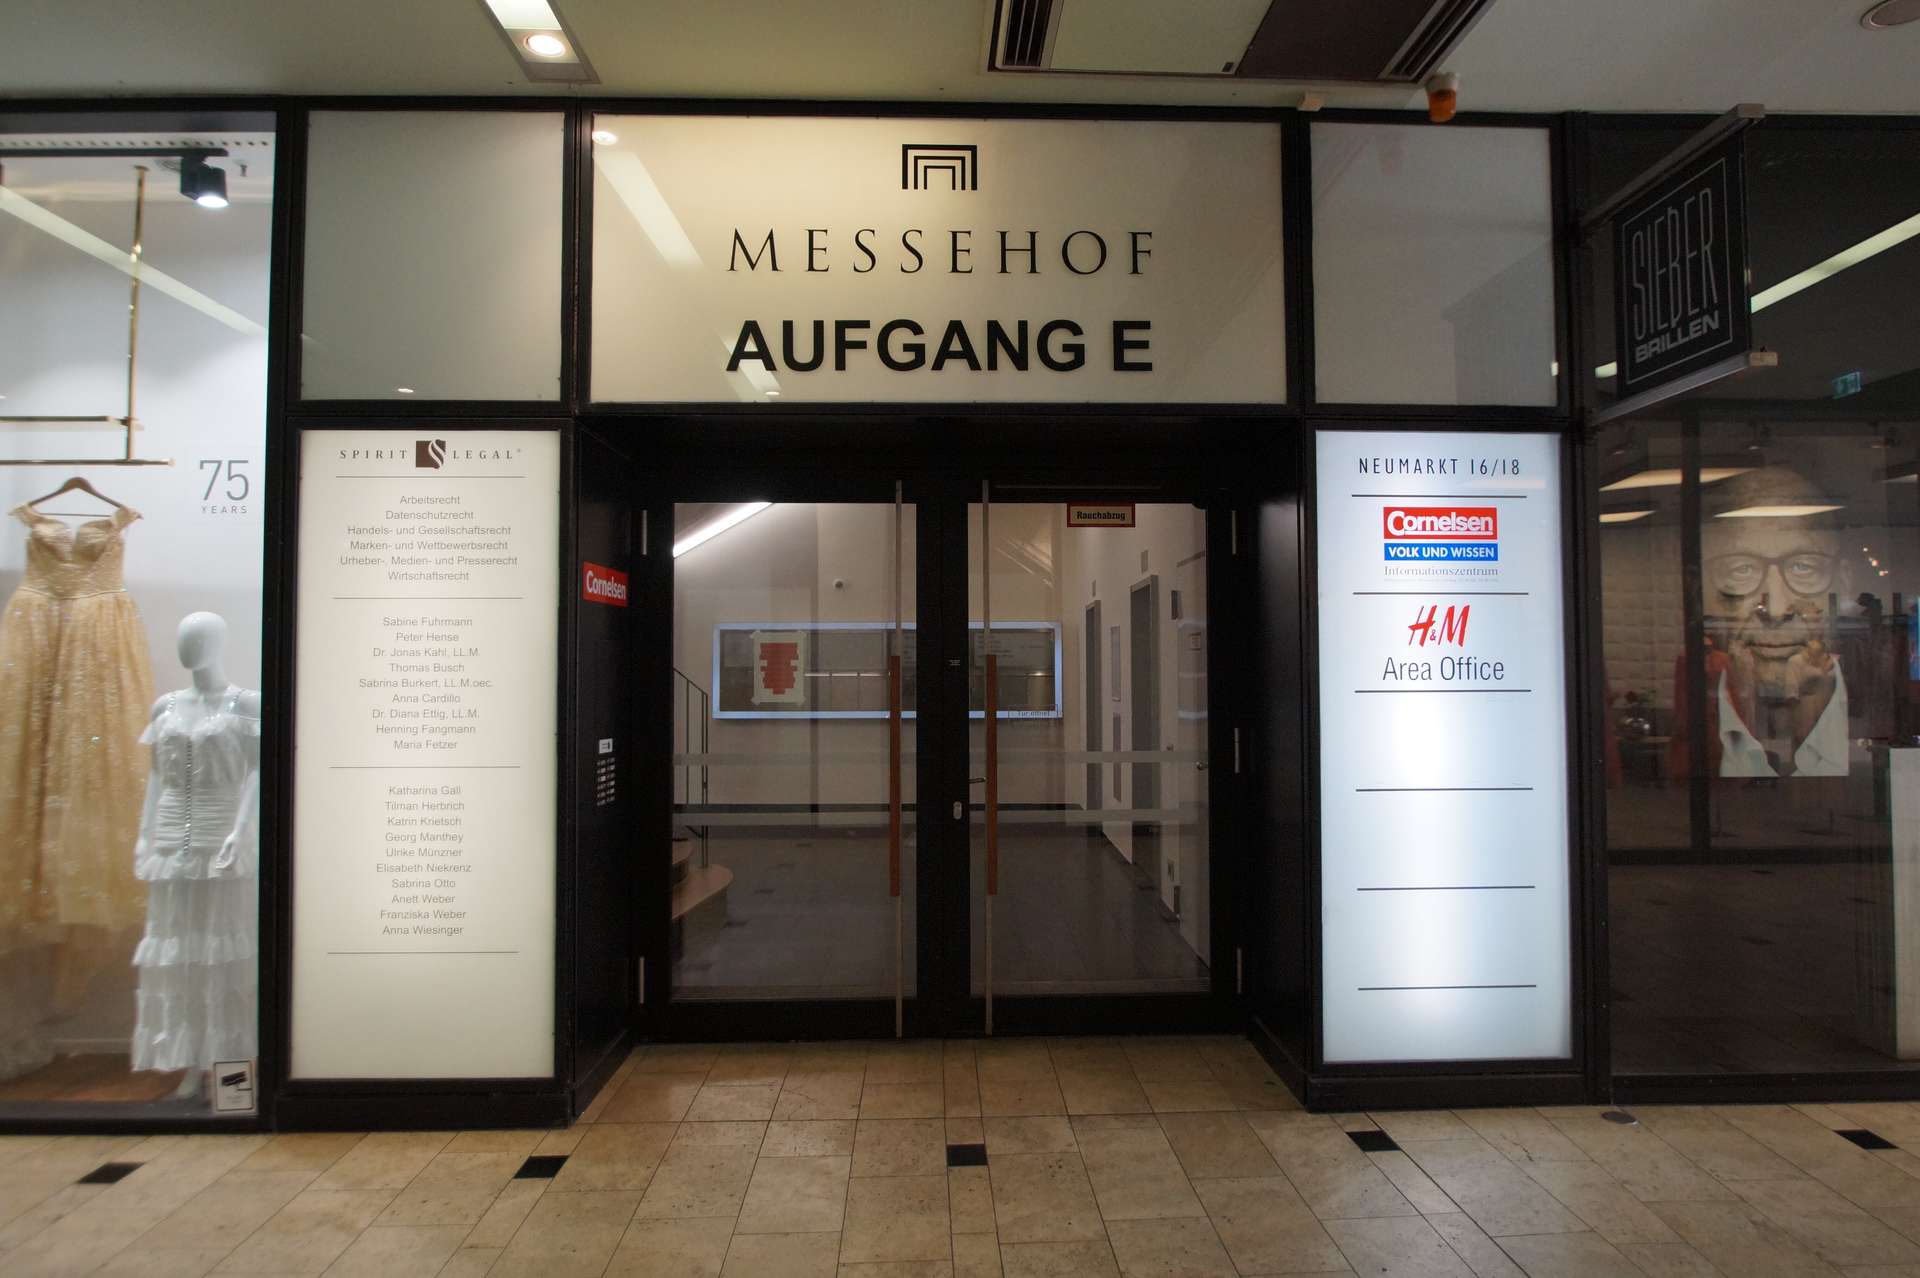 MESSEHOF
AUFGANG E
SIEBER
BRILLEN
75
YEARS
SPIRIT LEGAL®
Arbeitsrecht
Datenschutzrecht
Handels- und Gesellschaftsrecht
Marken- und Wettbewerbsrecht
Urheber-, Medien- und Presserecht
Wirtschaftsrecht
Sabine Fuhrmann
Peter Hense
Dr. Jonas Kahl, LL.M.
Thomas Busch
Sabrina Burkert, LL.M.oec.
Anna Cardillo
Dr. Diana Ettig, LL.M.
Henning Fangmann
Maria Fetzer
Katharina Gall
Tilman Herbrich
Katrin Krietsch
Georg Manthey
Ulrike Münzner
Elisabeth Niekrenz
Sabrina Otto
Anett Weber
Franziska Weber
Anna Wiesinger
Cornelsen
Rauchabzug
NEUMARKT 16/18
Cornelsen
VOLK UND WISSEN
Informationszentrum
H&M
Area Office